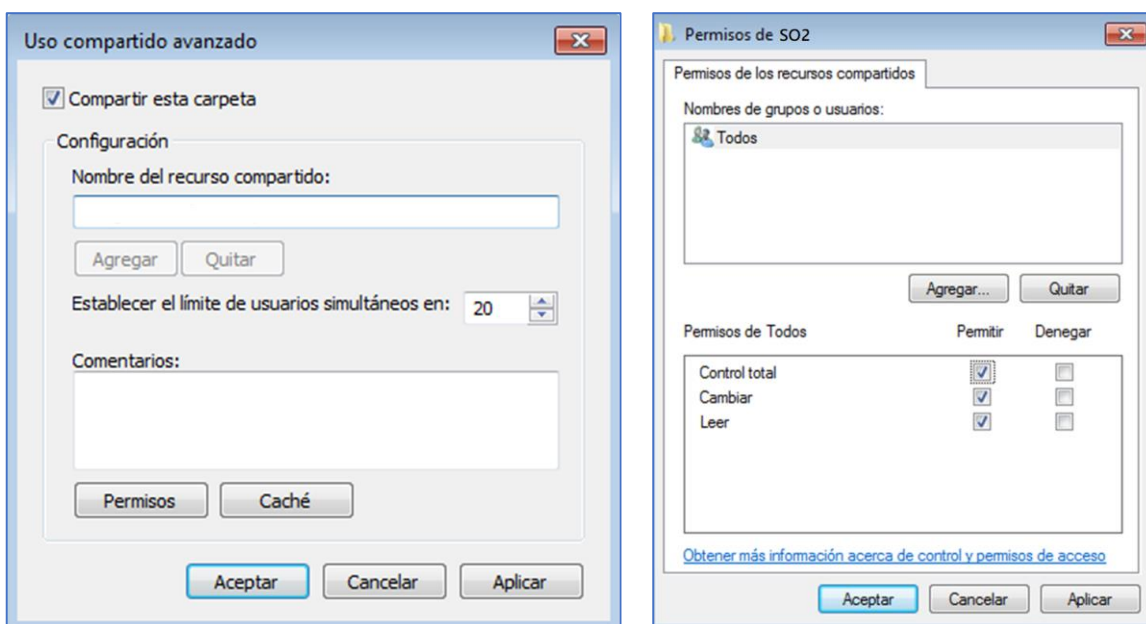 Uso compartido avanzado
Compartir esta carpeta
Configuración
Nombre del recurso compartido:
Agregar Quitar
Establecer el límite de usuarios simultáneos en: 20
Comentarios:
Permisos Caché
Aceptar Cancelar Aplicar
Permisos de SO2
Permisos de los recursos compartidos
Nombres de grupos o usuarios:
Todos
Agregar... Quitar
Permisos de Todos Permitir Denegar
Control total
Cambiar
Leer
Obtener más información acerca de control y permisos de acceso
Aceptar Cancelar Aplicar